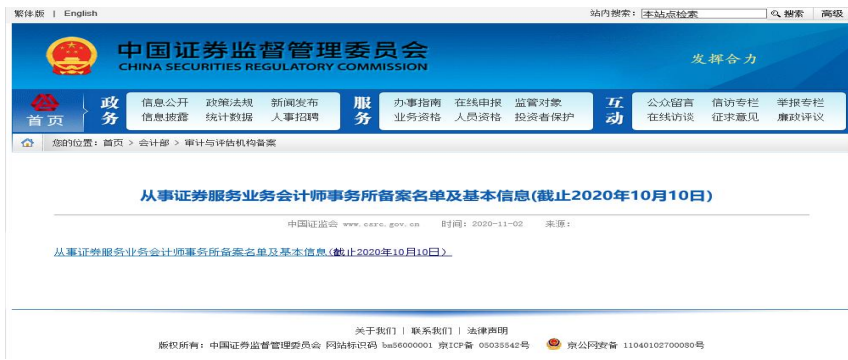 繁体版 | English
站内搜索: 本站点检索 搜索 高级
中国证券监督管理委员会
CHINA SECURITIES REGULATORY COMMISSION
发挥合力
首页
政务
信息公开 政策法规 新闻发布
信息披露 统计数据 人事招聘
服务
办事指南 在线申报 监管对象
业务资格 人员资格 投资者保护
互动
公众留言 信访专栏 举报专栏
在线访谈 征求意见 廉政评议
您的位置: 首页 > 会计部 > 审计与评估机构备案
从事证券服务业务会计师事务所备案名单及基本信息(截止2020年10月10日)
中国证监会 www.csrc.gov.cn 时间: 2020-11-02 来源:
从事证券服务业务会计师事务所备案名单及基本信息(截止2020年10月10日)
关于我们 | 联系我们 | 法律声明
版权所有: 中国证券监督管理委员会 网站标识码 bm56000001 京ICP备 05035542号 京公网安备 11040102700080号